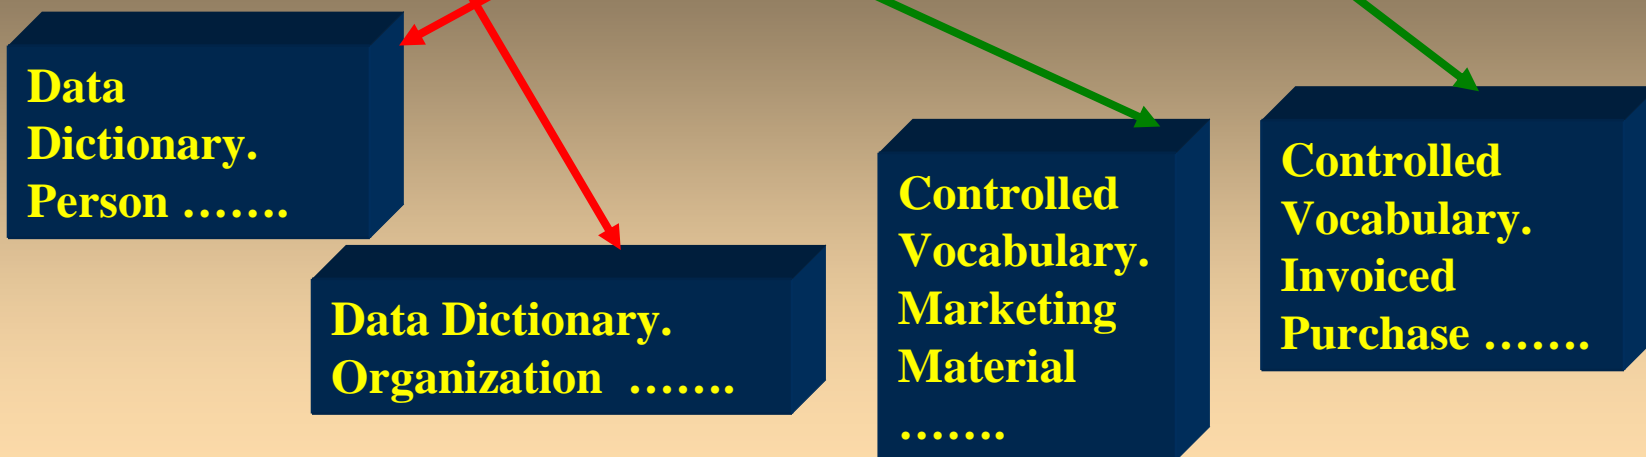 Data
Dictionary.
Person …….
Data Dictionary.
Organization …….
Controlled
Vocabulary.
Marketing
Material
…….
Controlled
Vocabulary.
Invoiced
Purchase …….